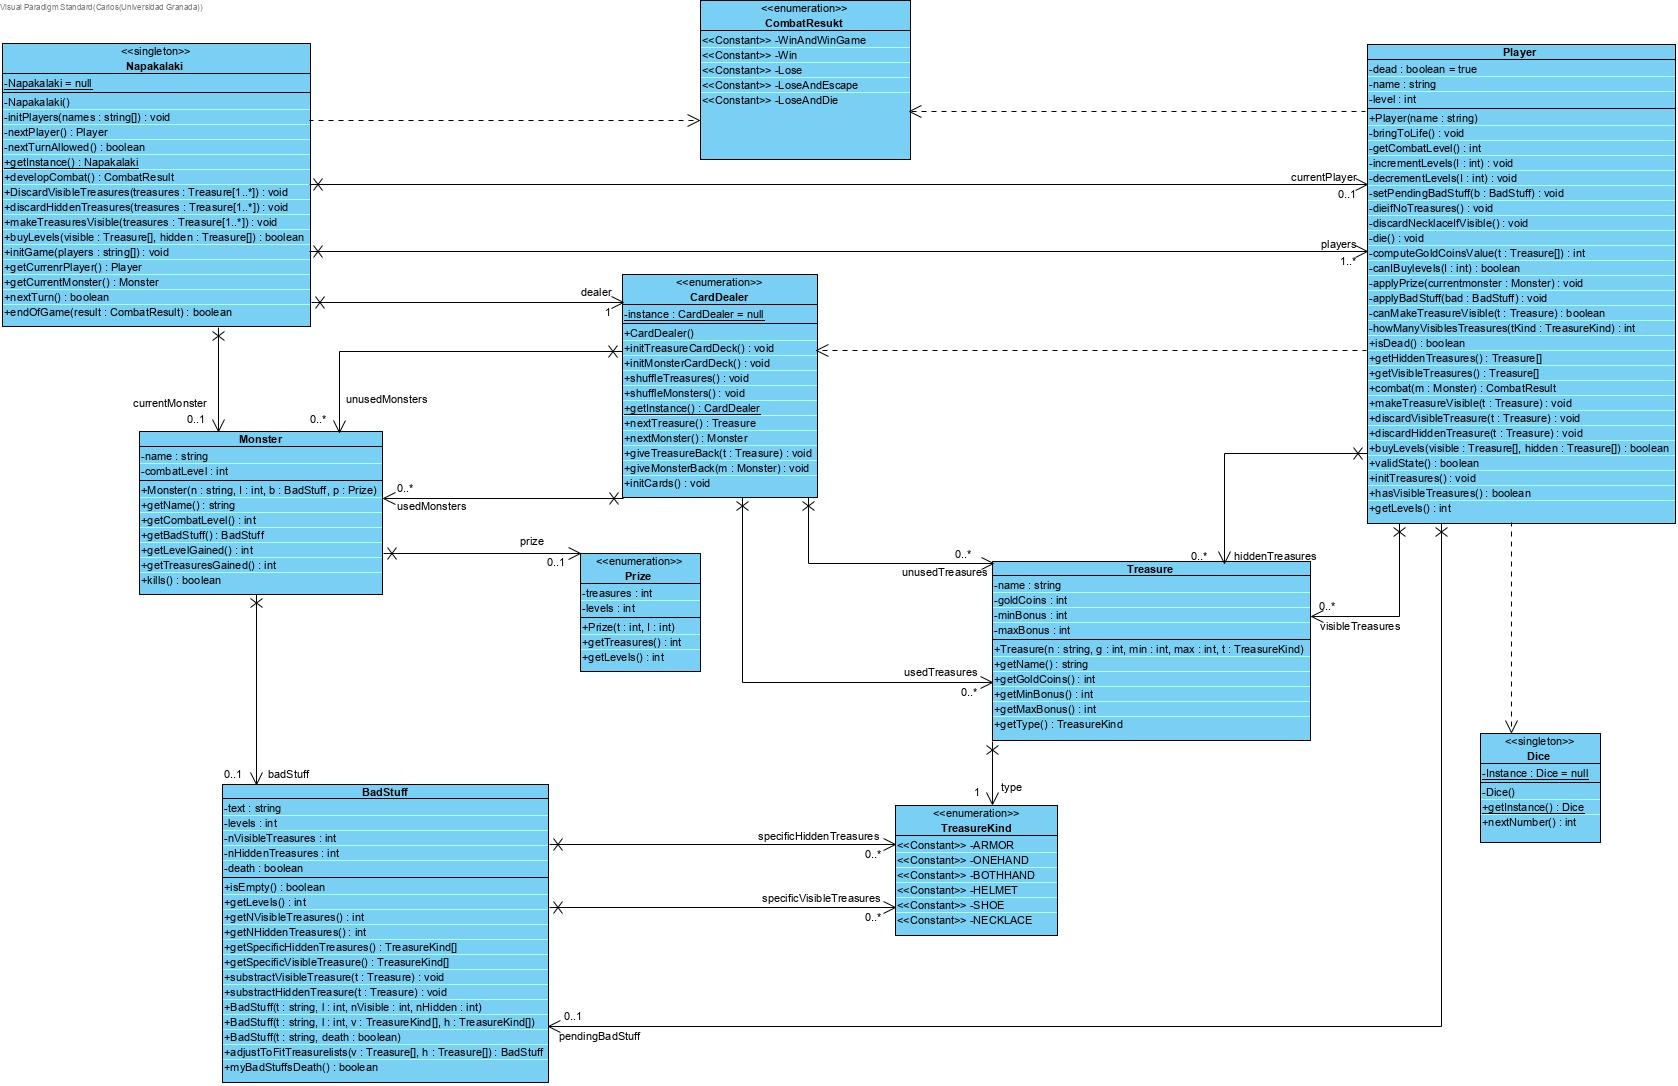 Visual Paradigm Standard(Carlos(Universidad Granada))
<<enumeration>>
CombatResukt
<<Constant>> -WinAndWinGame
<<Constant>> -Win
<<Constant>> -Lose
<<Constant>> -LoseAndEscape
<<Constant>> -LoseAndDie
<<singleton>>
Napakalaki
-Napakalaki = null
-Napakalaki()
-initPlayers(names : string[]) : void
-nextPlayer() : Player
-nextTurnAllowed() : boolean
+getInstance() : Napakalaki
+developCombat() : CombatResult
+DiscardVisibleTreasures(treasures : Treasure[1..*]) : void
+discardHiddenTreasures(treasures : Treasure[1..*]) : void
+makeTreasuresVisible(treasures : Treasure[1..*]) : void
+buyLevels(visible : Treasure[], hidden : Treasure[]) : boolean
+initGame(players : string[]) : void
+getCurrenrPlayer() : Player
+getCurrentMonster() : Monster
+nextTurn() : boolean
+endOfGame(result : CombatResult) : boolean
Player
-dead : boolean = true
-name : string
-level : int
+Player(name : string)
-bringToLife() : void
-getCombatLevel() : int
-incrementLevels(l : int) : void
-decrementLevels(l : int) : void
-setPendingBadStuff(b : BadStuff) : void
-dieifNoTreasures() : void
-discardNecklaceIfVisible() : void
-die() : void
-computeGoldCoinsValue(t : Treasure[]) : int
-canIBuylevels(l : int) : boolean
-applyPrize(currentmonster : Monster) : void
-applyBadStuff(bad : BadStuff) : void
-canMakeTreasureVisible(t : Treasure) : boolean
-howManyVisiblesTreasures(tKind : TreasureKind) : int
+isDead() : boolean
+getHiddenTreasures() : Treasure[]
+getVisibleTreasures() : Treasure[]
+combat(m : Monster) : CombatResult
+makeTreasureVisible(t : Treasure) : void
+discardVisibleTreasure(t : Treasure) : void
+discardHiddenTreasure(t : Treasure) : void
+buyLevels(visible : Treasure[], hidden : Treasure[]) : boolean
+validState() : boolean
+initTreasures() : void
+hasVisibleTreasures() : boolean
+getLevels() : int
currentPlayer
0..1
players
1..*
dealer
1
<<enumeration>>
CardDealer
-instance : CardDealer = null
+CardDealer()
+initTreasureCardDeck() : void
+initMonsterCardDeck() : void
+shuffleTreasures() : void
+shuffleMonsters() : void
+getInstance() : CardDealer
+nextTreasure() : Treasure
+nextMonster() : Monster
+giveTreasureBack(t : Treasure) : void
+giveMonsterBack(m : Monster) : void
+initCards() : void
currentMonster
0..1
unusedMonsters
0..*
Monster
-name : string
-combatLevel : int
+Monster(n : string, l : int, b : BadStuff, p : Prize)
+getName() : string
+getCombatLevel() : int
+getBadStuff() : BadStuff
+getLevelGained() : int
+getTreasuresGained() : int
+kills() : boolean
0..*
usedMonsters
prize
0..1
<<enumeration>>
Prize
-treasures : int
-levels : int
+Prize(t : int, l : int)
+getTreasures() : int
+getLevels() : int
0..*
unusedTreasures
0..*
hiddenTreasures
Treasure
-name : string
-goldCoins : int
-minBonus : int
-maxBonus : int
+Treasure(n : string, g : int, min : int, max : int, t : TreasureKind)
+getName() : string
+getGoldCoins() : int
+getMinBonus() : int
+getMaxBonus() : int
+getType() : TreasureKind
0..*
visibleTreasures
usedTreasures
0..*
<<singleton>>
Dice
-Instance : Dice = null
-Dice()
+getInstance() : Dice
+nextNumber() : int
0..1
badStuff
1
type
BadStuff
-text : string
-levels : int
-nVisibleTreasures : int
-nHiddenTreasures : int
-death : boolean
+isEmpty() : boolean
+getLevels() : int
+getNVisibleTreasures() : int
+getNHiddenTreasures() : int
+getSpecificHiddenTreasures() : TreasureKind[]
+getSpecificVisibleTreasure() : TreasureKind[]
+substractVisibleTreasure(t : Treasure) : void
+substractHiddenTreasure(t : Treasure) : void
+BadStuff(t : string, l : int, nVisible : int, nHidden : int)
+BadStuff(t : string, l : int, v : TreasureKind[], h : TreasureKind[])
+BadStuff(t : string, death : boolean)
+adjustToFitTreasurelists(v : Treasure[], h : Treasure[]) : BadStuff
+myBadStuffsDeath() : boolean
specificHiddenTreasures
0..*
specificVisibleTreasures
0..*
<<enumeration>>
TreasureKind
<<Constant>> -ARMOR
<<Constant>> -ONEHAND
<<Constant>> -BOTHHAND
<<Constant>> -HELMET
<<Constant>> -SHOE
<<Constant>> -NECKLACE
0..1
pendingBadStuff